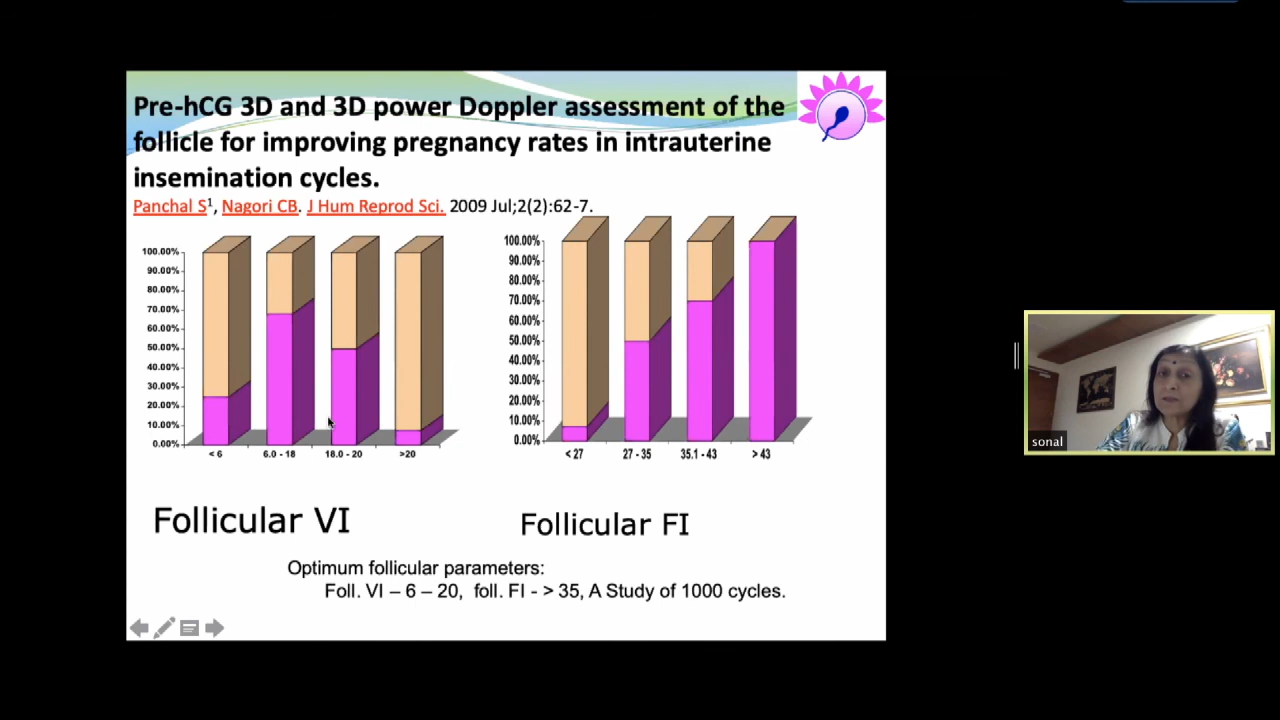 Pre-hCG 3D and 3D power Doppler assessment of the
follicle for improving pregnancy rates in intrauterine
insemination cycles.
Panchal S1, Nagori CB. J Hum Reprod Sci. 2009 Jul;2(2):62-7.
100.00%
90.00%
80.00%
70.00%
60.00%
50.00%
40.00%
30.00%
20.00%
10.00%
0.00%
< 6 6.0 - 18 18.0 - 20 >20
Follicular VI
100.00%
90.00%
80.00%
70.00%
60.00%
50.00%
40.00%
30.00%
20.00%
10.00%
0.00%
< 27 27 - 35 35.1 - 43 > 43
Follicular FI
Optimum follicular parameters:
Foll. VI – 6 – 20, foll. FI - > 35, A Study of 1000 cycles.
sonal